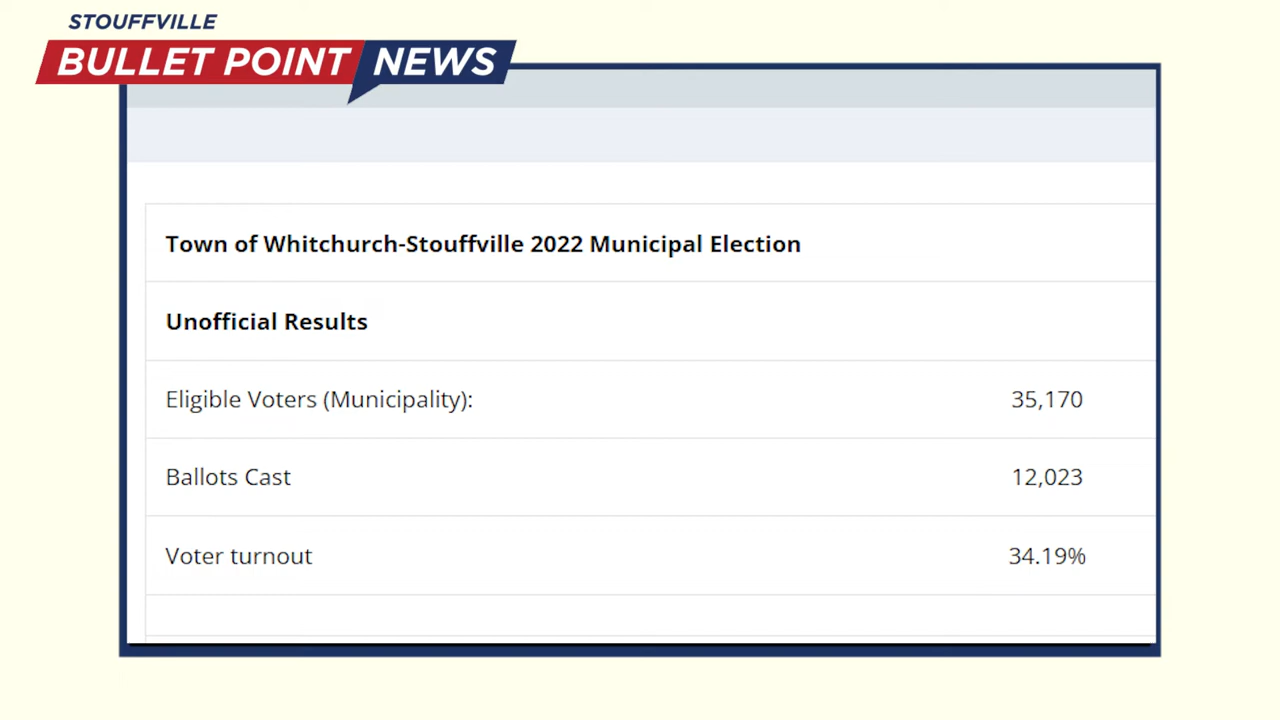 STOUFFVILLE
BULLET POINT NEWS
Town of Whitchurch-Stouffville 2022 Municipal Election
Unofficial Results
Eligible Voters (Municipality): 35,170
Ballots Cast 12,023
Voter turnout 34.19%